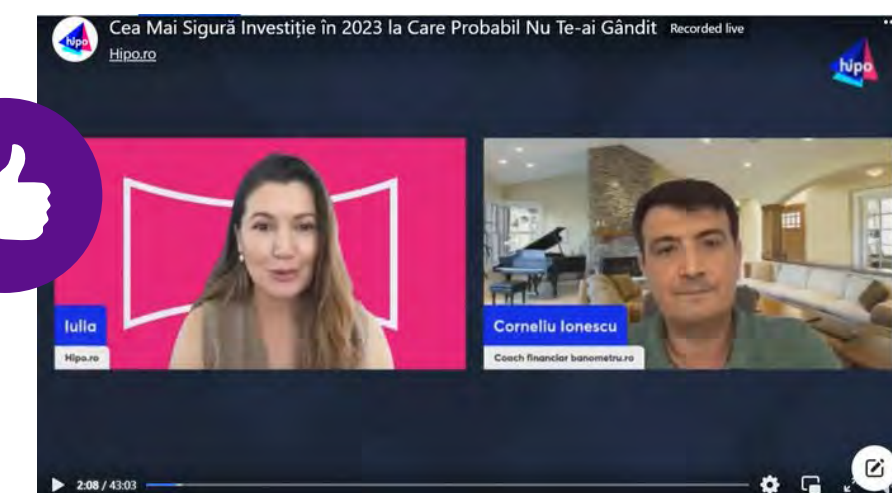 Cea Mai Sigură Investiție în 2023 la Care Probabil Nu Te-ai Gândit Recorded live
Hipo.ro
hipo
hipo
Iulia
Hipo.ro
Corneliu Ionescu
Coach financiar banometru.ro
2:08 / 43:03